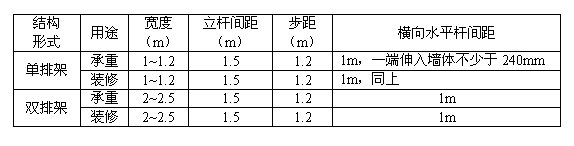 结构形式 用途 宽度（m） 立杆间距（m） 步距（m） 横向水平杆间距
单排架 承重 1~1.2 1.5 1.2 1m，一端伸入墙体不少于 240mm
装修 1~1.2 1.5 1.2 1m，同上
双排架 承重 2~2.5 1.5 1.2 1m
装修 2~2.5 1.5 1.2 1m